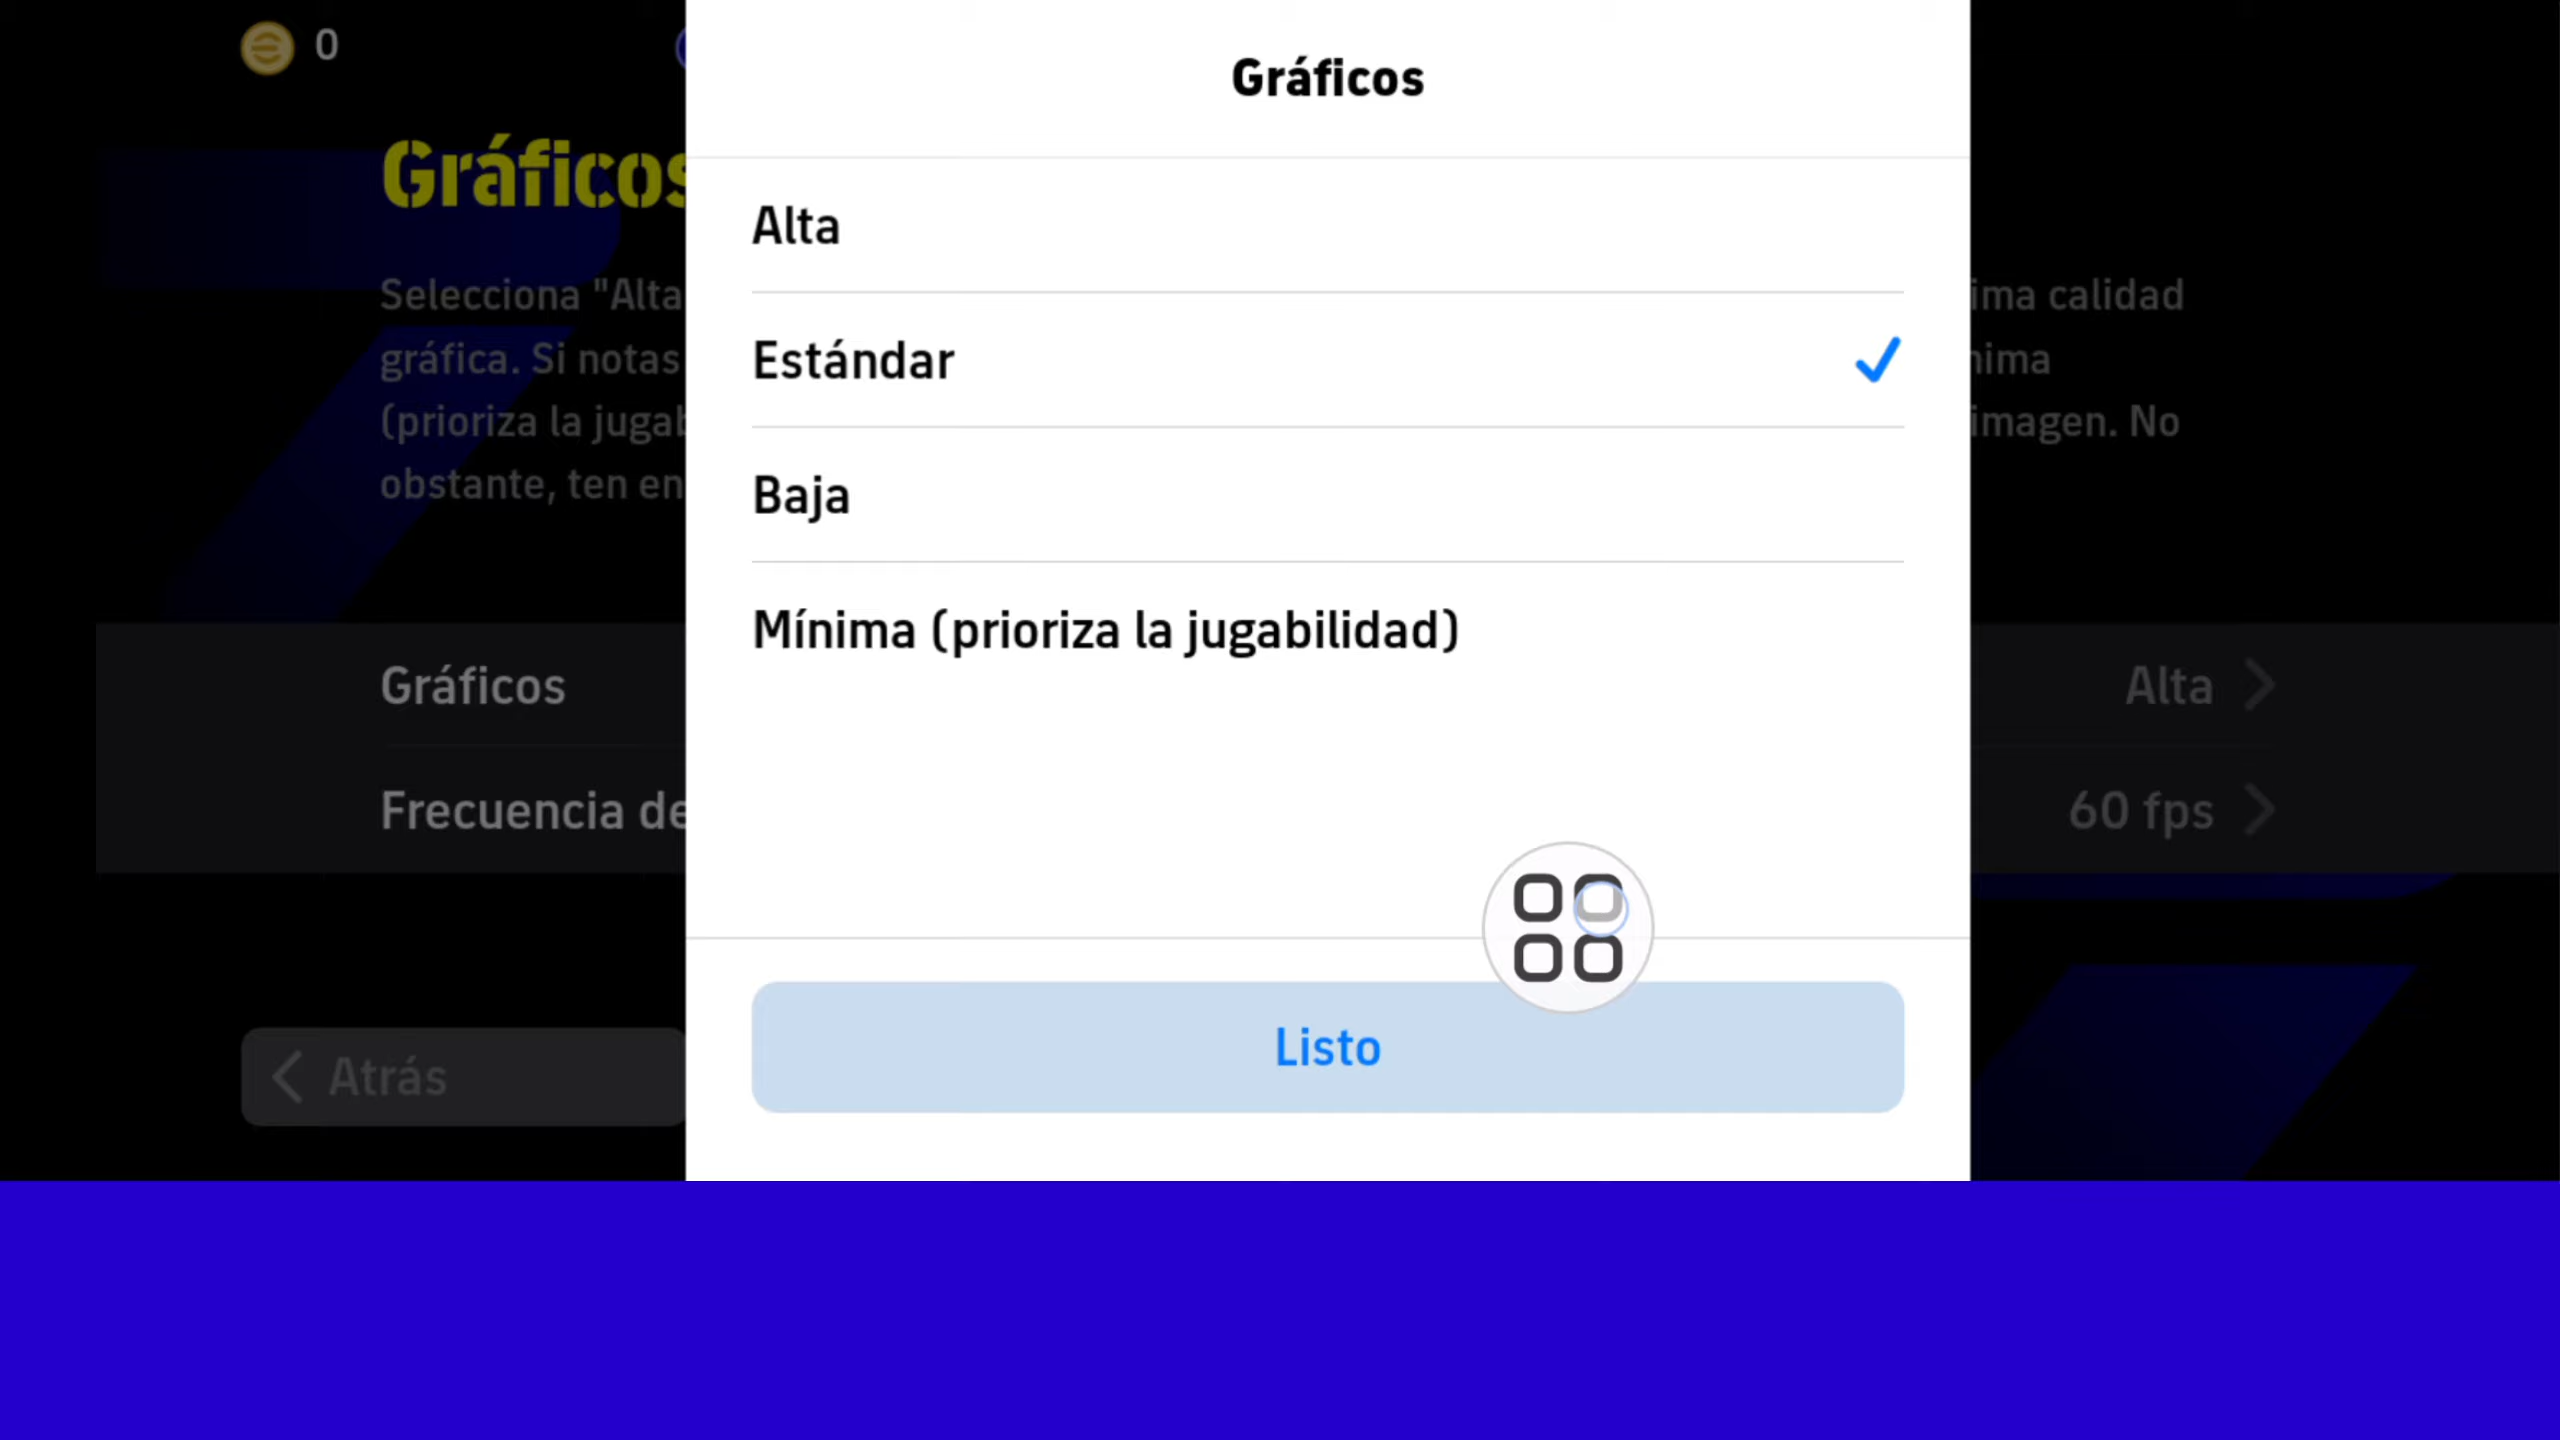 0
Gráficos
Gráficos
Alta
Selecciona "Alta
ima calidad
Estándar
gráfica. Si notas
nima
(prioriza la jugab
imagen. No
Baja
obstante, ten en
Mínima (prioriza la jugabilidad)
Gráficos
Alta
Frecuencia de
60 fps
Listo
Atrás